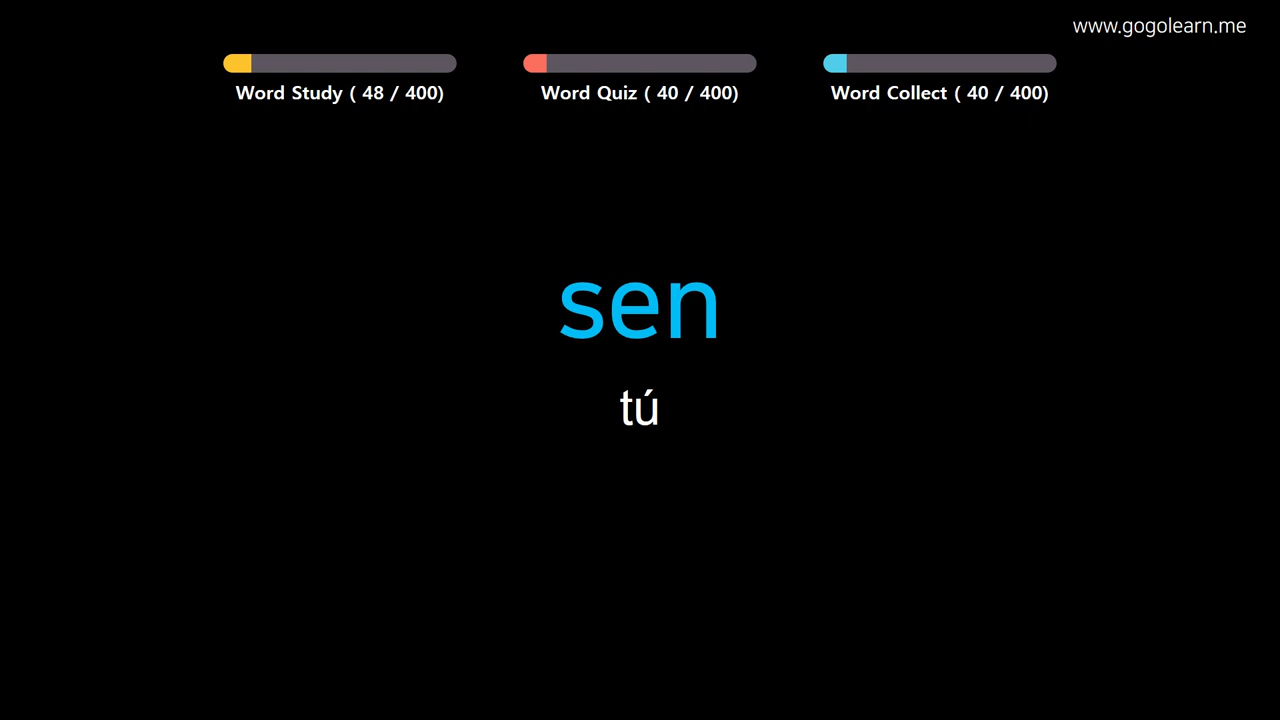 www.gogolearn.me
Word Study ( 48 / 400)
Word Quiz ( 40 / 400)
Word Collect ( 40 / 400)
sen
tú